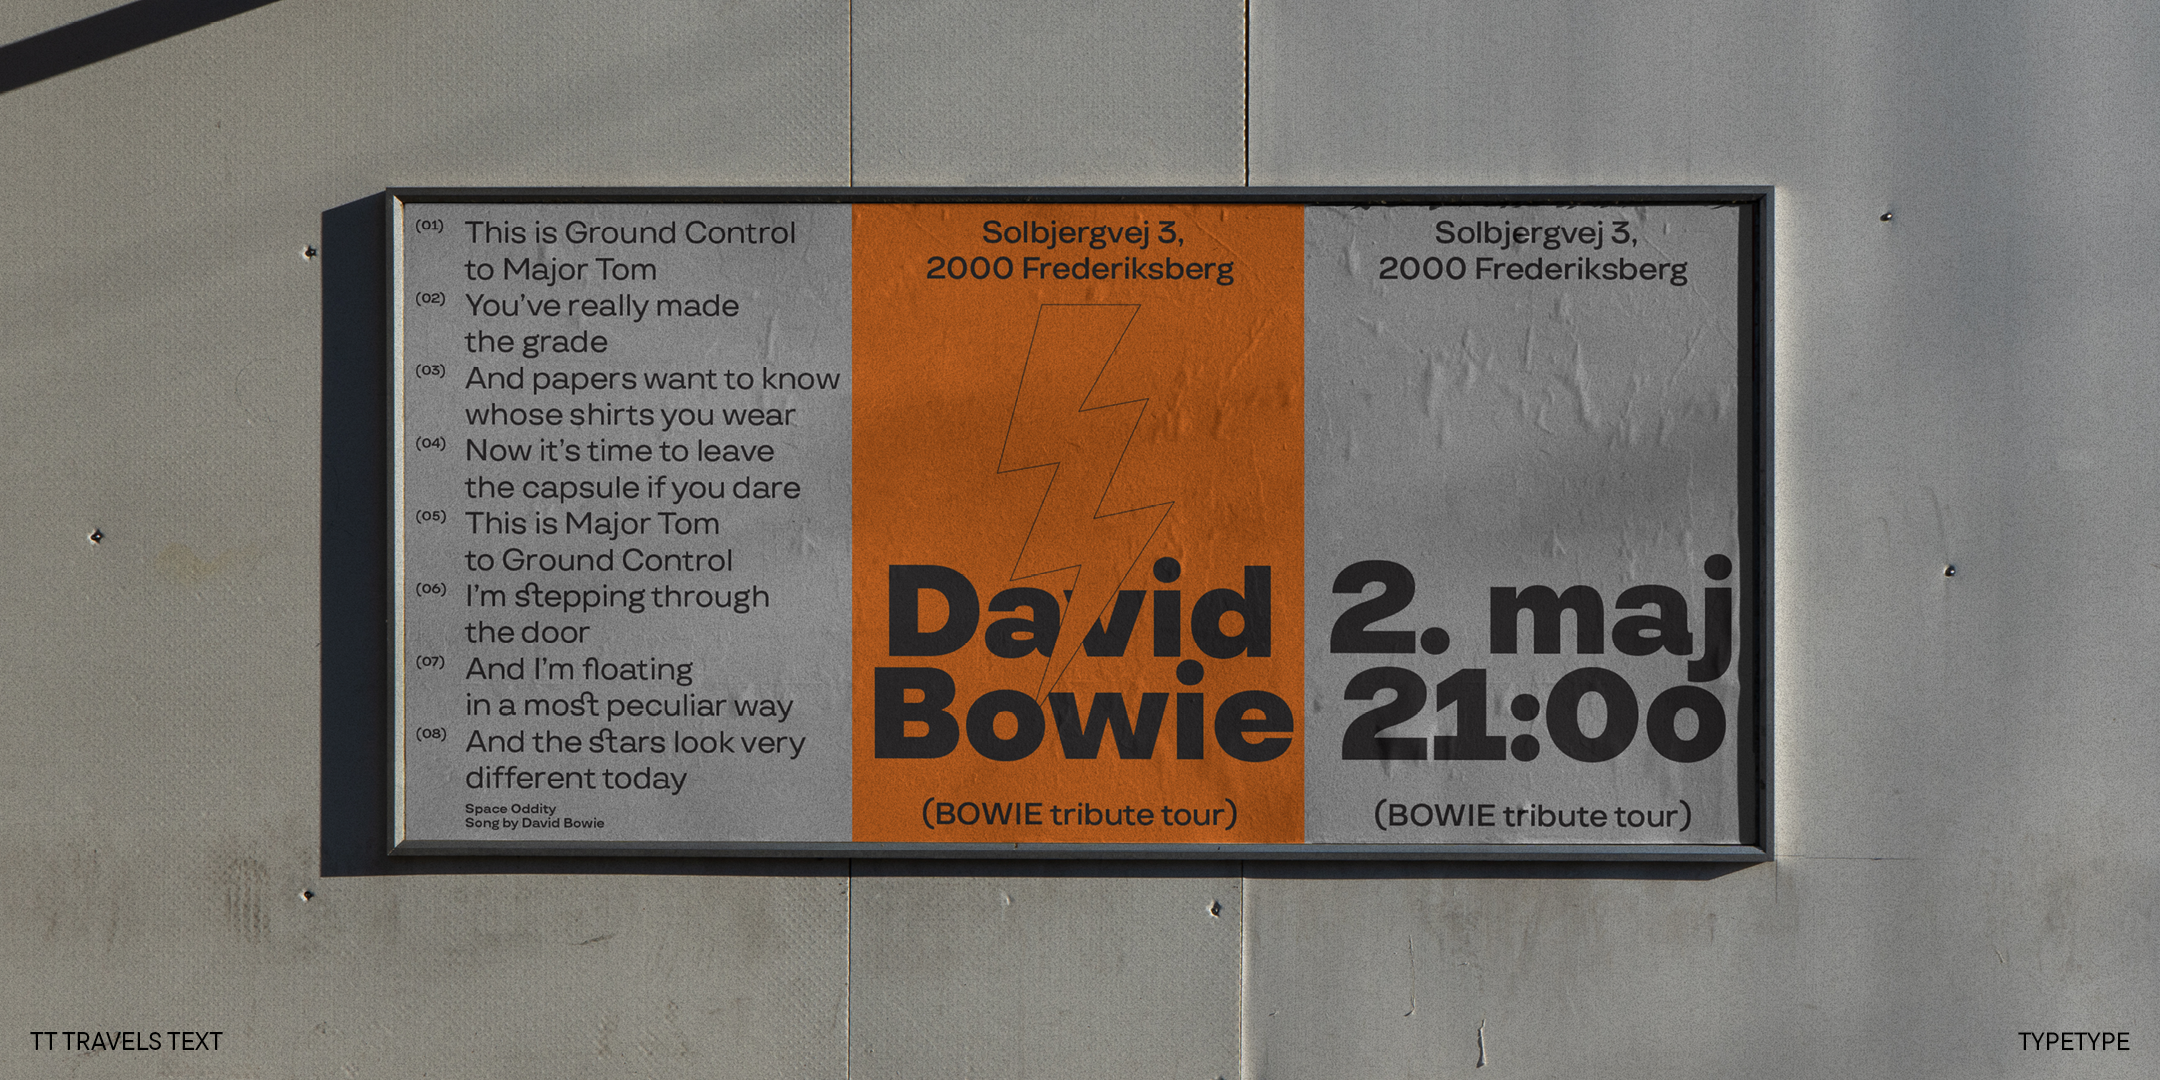 (01) This is Ground Control
to Major Tom
(02) You’ve really made
the grade
(03) And papers want to know
whose shirts you wear
(04) Now it’s time to leave
the capsule if you dare
(05) This is Major Tom
to Ground Control
(06) I’m stepping through
the door
(07) And I’m floating
in a most peculiar way
(08) And the stars look very
different today
Space Oddity
Song by David Bowie
Solbjergvej 3,
2000 Frederiksberg
David
Bowie
(BOWIE tribute tour)
Solbjergvej 3,
2000 Frederiksberg
2. maj
21:0o
(BOWIE tribute tour)
TT TRAVELS TEXT
TYPETYPE